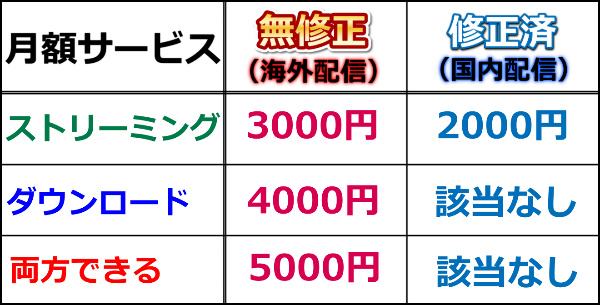 月額サービス 無修正 修正済
(海外配信) (国内配信)
ストリーミング 3000円 2000円
ダウンロード 4000円 該当なし
両方できる 5000円 該当なし